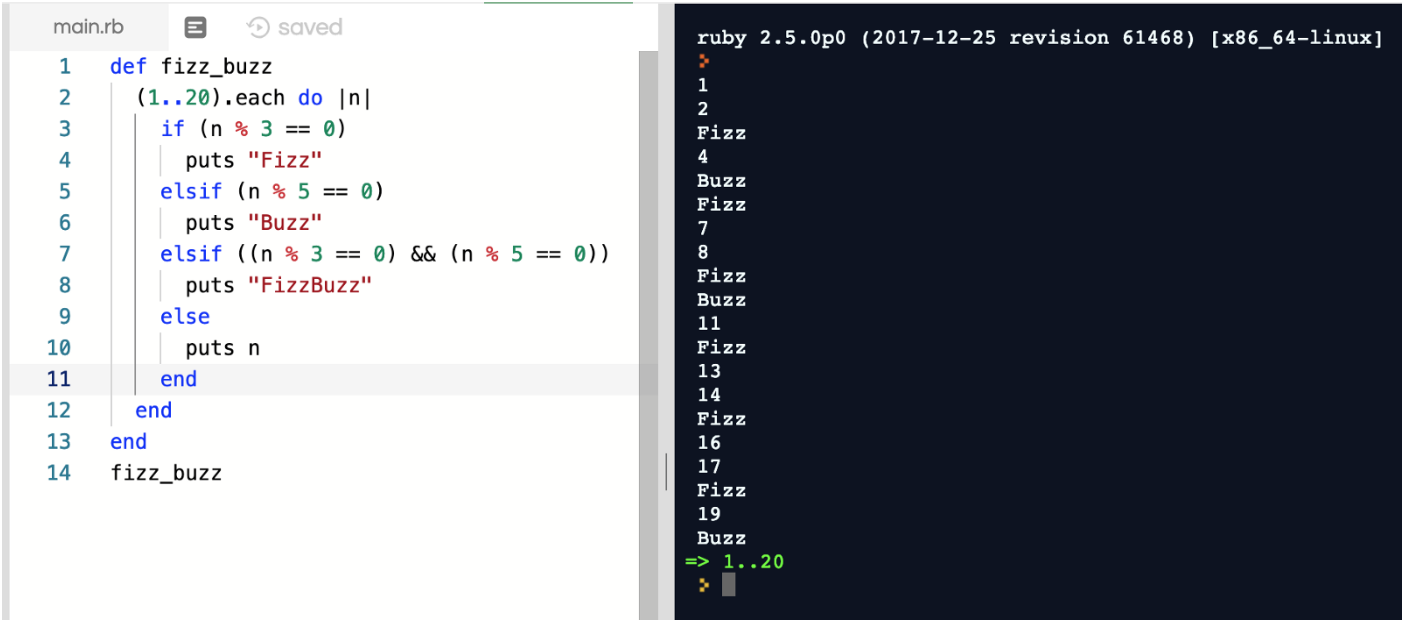 main.rb saved
1 def fizz_buzz
2 (1..20).each do |n|
3 if (n % 3 == 0)
4 puts "Fizz"
5 elsif (n % 5 == 0)
6 puts "Buzz"
7 elsif ((n % 3 == 0) && (n % 5 == 0))
8 puts "FizzBuzz"
9 else
10 puts n
11 end
12 end
13 end
14 fizz_buzz
ruby 2.5.0p0 (2017-12-25 revision 61468) [x86_64-linux]
>
1
2
Fizz
4
Buzz
Fizz
7
8
Fizz
Buzz
11
Fizz
13
14
Fizz
16
17
Fizz
19
Buzz
=> 1..20
>